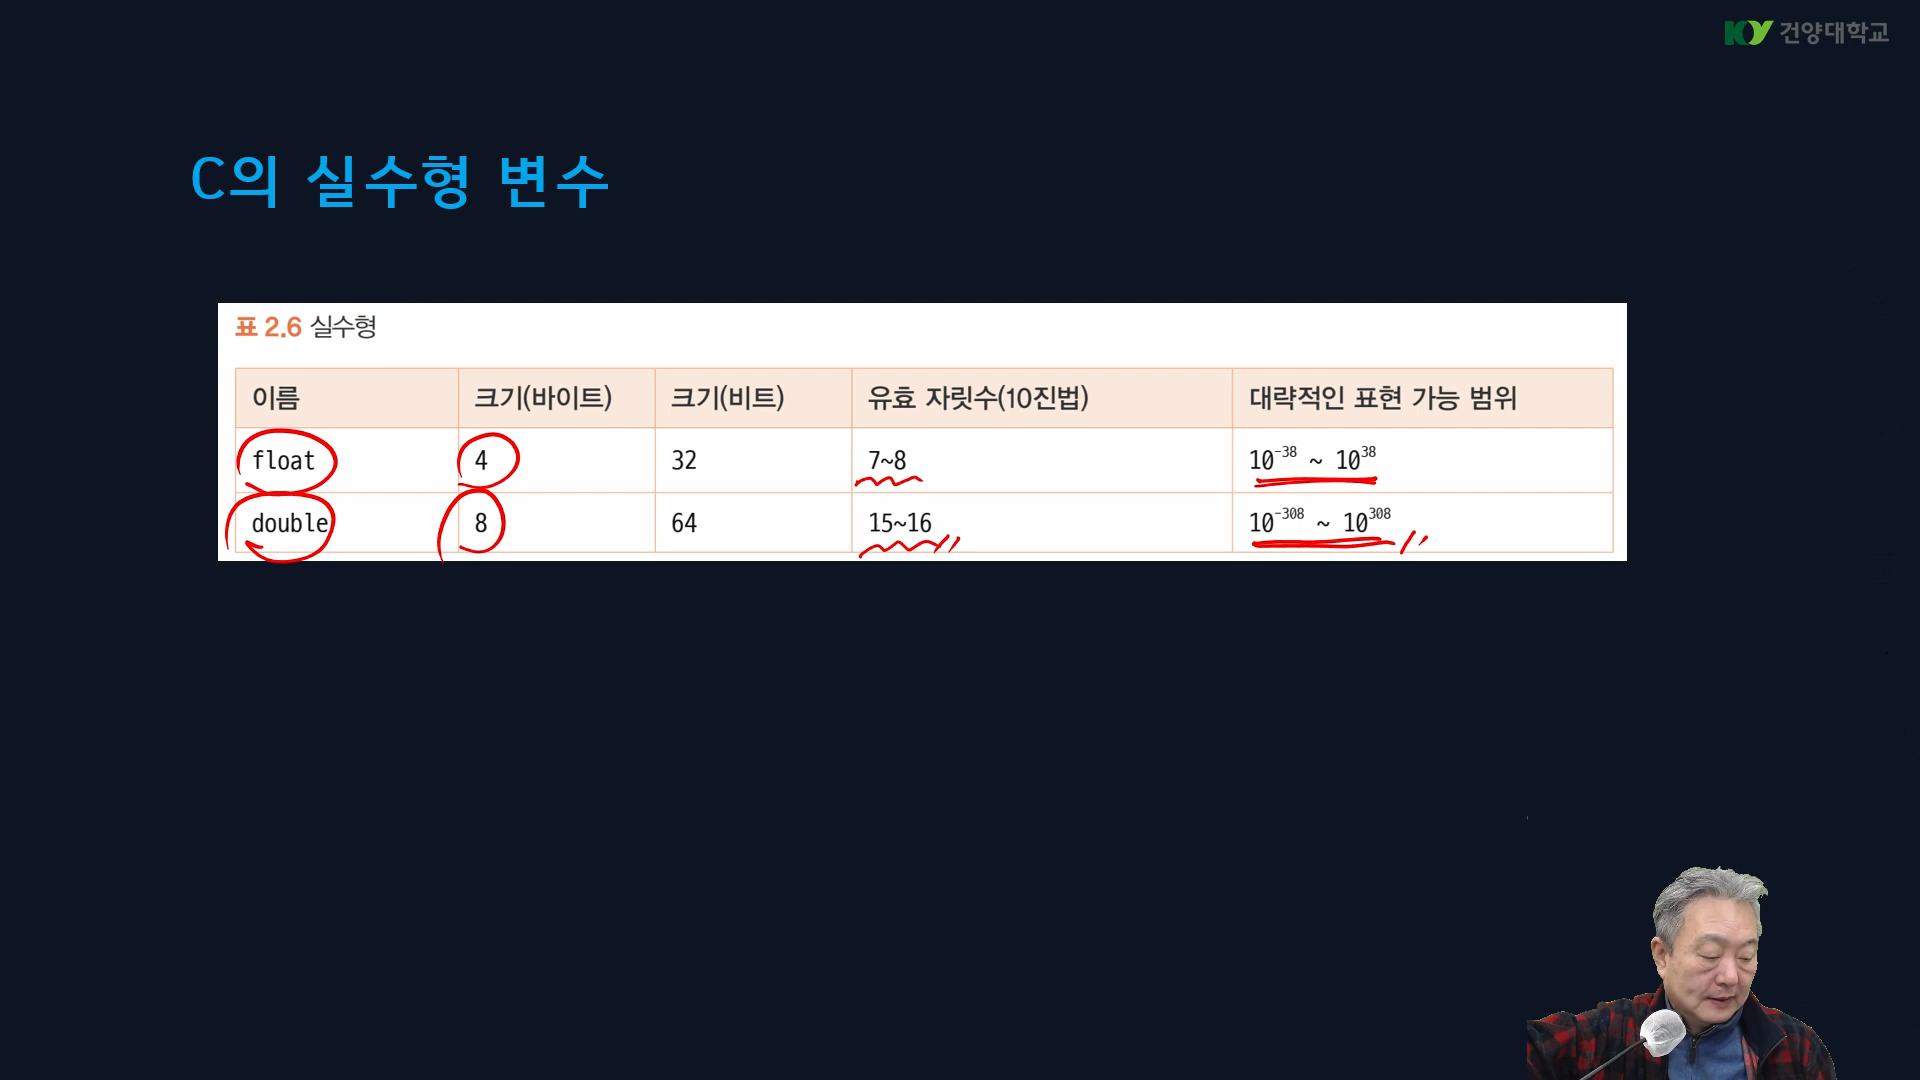 KY 건양대학교
C의 실수형 변수
표 2.6 실수형
이름 크기(바이트) 크기(비트) 유효 자릿수(10진법) 대략적인 표현 가능 범위
float 4 32 7~8 10⁻³⁸ ~ 10³⁸
double 8 64 15~16 10⁻³⁰⁸ ~ 10³⁰⁸